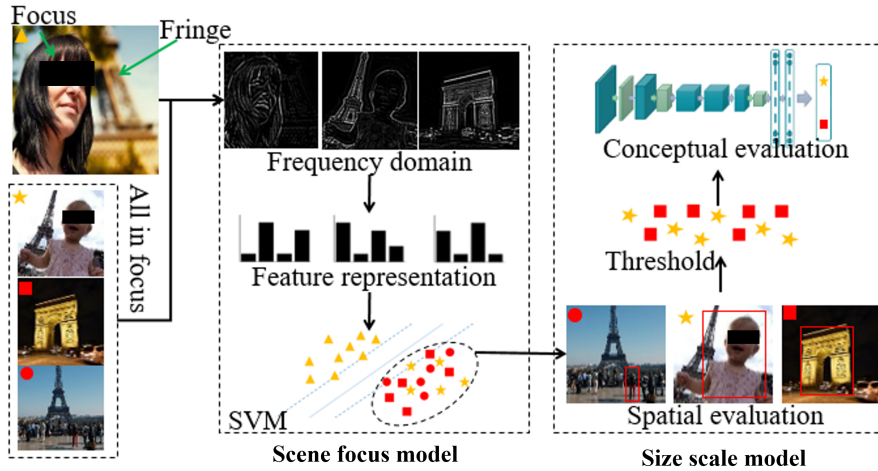 Focus
Fringe
All in focus
Frequency domain
Feature representation
SVM
Scene focus model
Conceptual evaluation
Threshold
Spatial evaluation
Size scale model